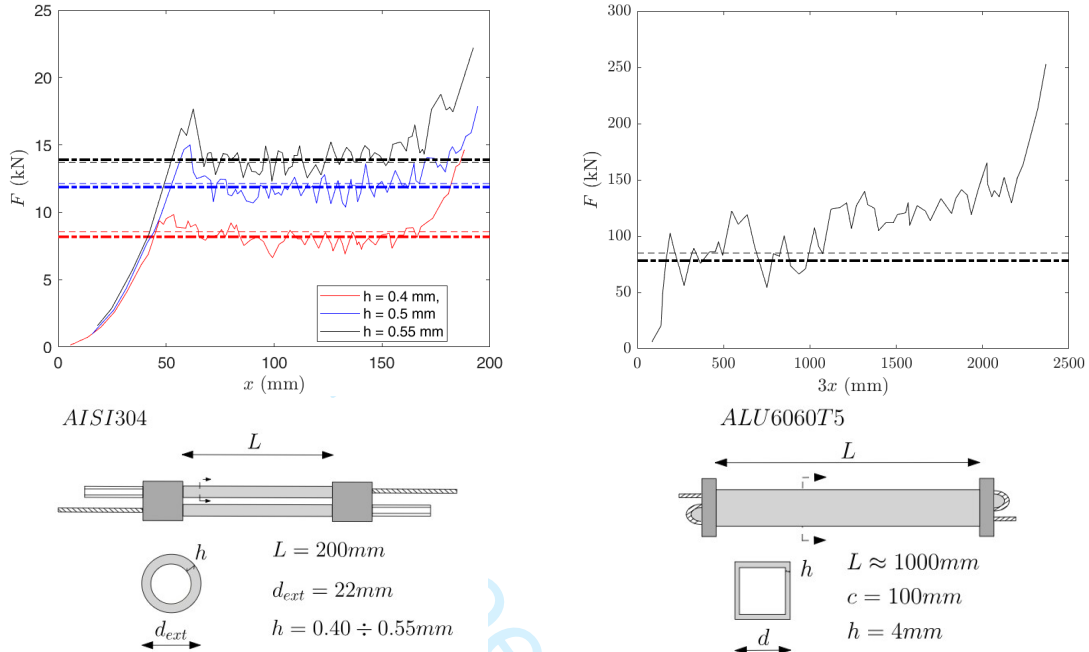 25
20
15
10
5
0
F (kN)
0 50 100 150 200
x (mm)
h = 0.4 mm,
h = 0.5 mm
h = 0.55 mm
300
250
200
150
100
50
0
F (kN)
0 500 1000 1500 2000 2500
3x (mm)
AISI304
L
h
d_ext
L = 200mm
d_ext = 22mm
h = 0.40 ÷ 0.55mm
ALU6060T5
L
h
d
L ≈ 1000mm
c = 100mm
h = 4mm